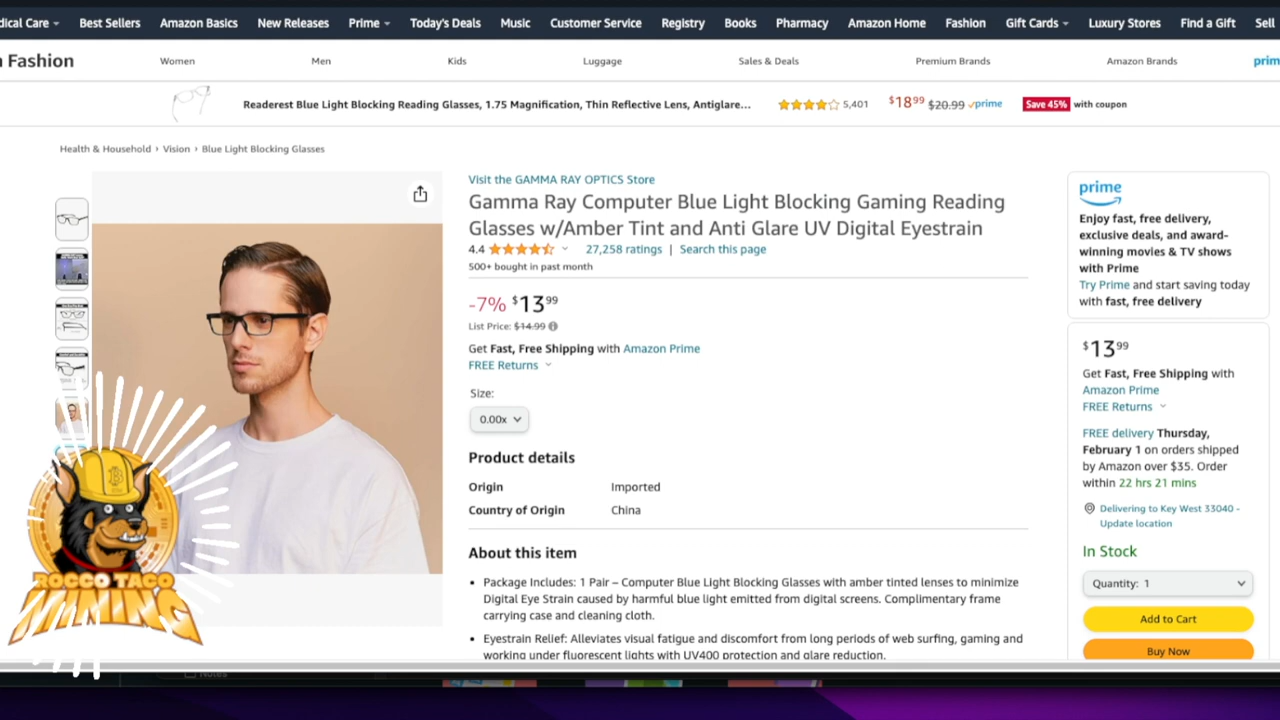 dical Care Best Sellers Amazon Basics New Releases Prime Today's Deals Music Customer Service Registry Books Pharmacy Amazon Home Fashion Gift Cards Luxury Stores Find a Gift Sell
Fashion Women Men Kids Luggage Sales & Deals Premium Brands Amazon Brands prim
Readerest Blue Light Blocking Reading Glasses, 1.75 Magnification, Thin Reflective Lens, Antiglare... 5,401 $18⁹⁹ $20.99 prime Save 45% with coupon
Health & Household › Vision › Blue Light Blocking Glasses
Visit the GAMMA RAY OPTICS Store
Gamma Ray Computer Blue Light Blocking Gaming Reading
Glasses w/Amber Tint and Anti Glare UV Digital Eyestrain
4.4 27,258 ratings | Search this page
500+ bought in past month
-7% $13⁹⁹
List Price: $14.99
Get Fast, Free Shipping with Amazon Prime
FREE Returns
Size:
0.00x
Product details
Origin Imported
Country of Origin China
About this item
• Package Includes: 1 Pair – Computer Blue Light Blocking Glasses with amber tinted lenses to minimize
Digital Eye Strain caused by harmful blue light emitted from digital screens. Complimentary frame
carrying case and cleaning cloth.
• Eyestrain Relief: Alleviates visual fatigue and discomfort from long periods of web surfing, gaming and
working under fluorescent lights with UV400 protection and glare reduction.
prime
Enjoy fast, free delivery,
exclusive deals, and award-
winning movies & TV shows
with Prime
Try Prime and start saving today
with fast, free delivery
$13⁹⁹
Get Fast, Free Shipping with
Amazon Prime
FREE Returns
FREE delivery Thursday,
February 1 on orders shipped
by Amazon over $35. Order
within 22 hrs 21 mins
Delivering to Key West 33040 -
Update location
In Stock
Quantity: 1
Add to Cart
Buy Now
ROCCO TACO
MINING
Notes